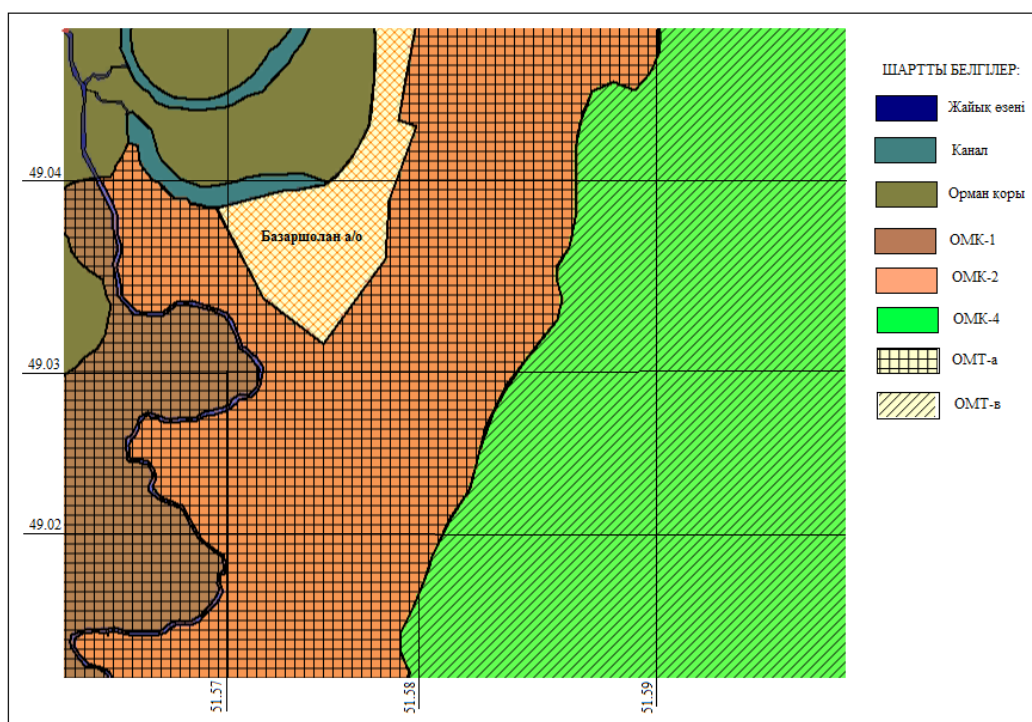 ШАРТТЫ БЕЛГІЛЕР:
Жайық өзені
Канал
Орман қоры
ОМК-1
ОМК-2
ОМК-4
ОМТ-а
ОМТ-в
49.04
Базаршолан а/о
49.03
49.02
51.57
51.58
51.59